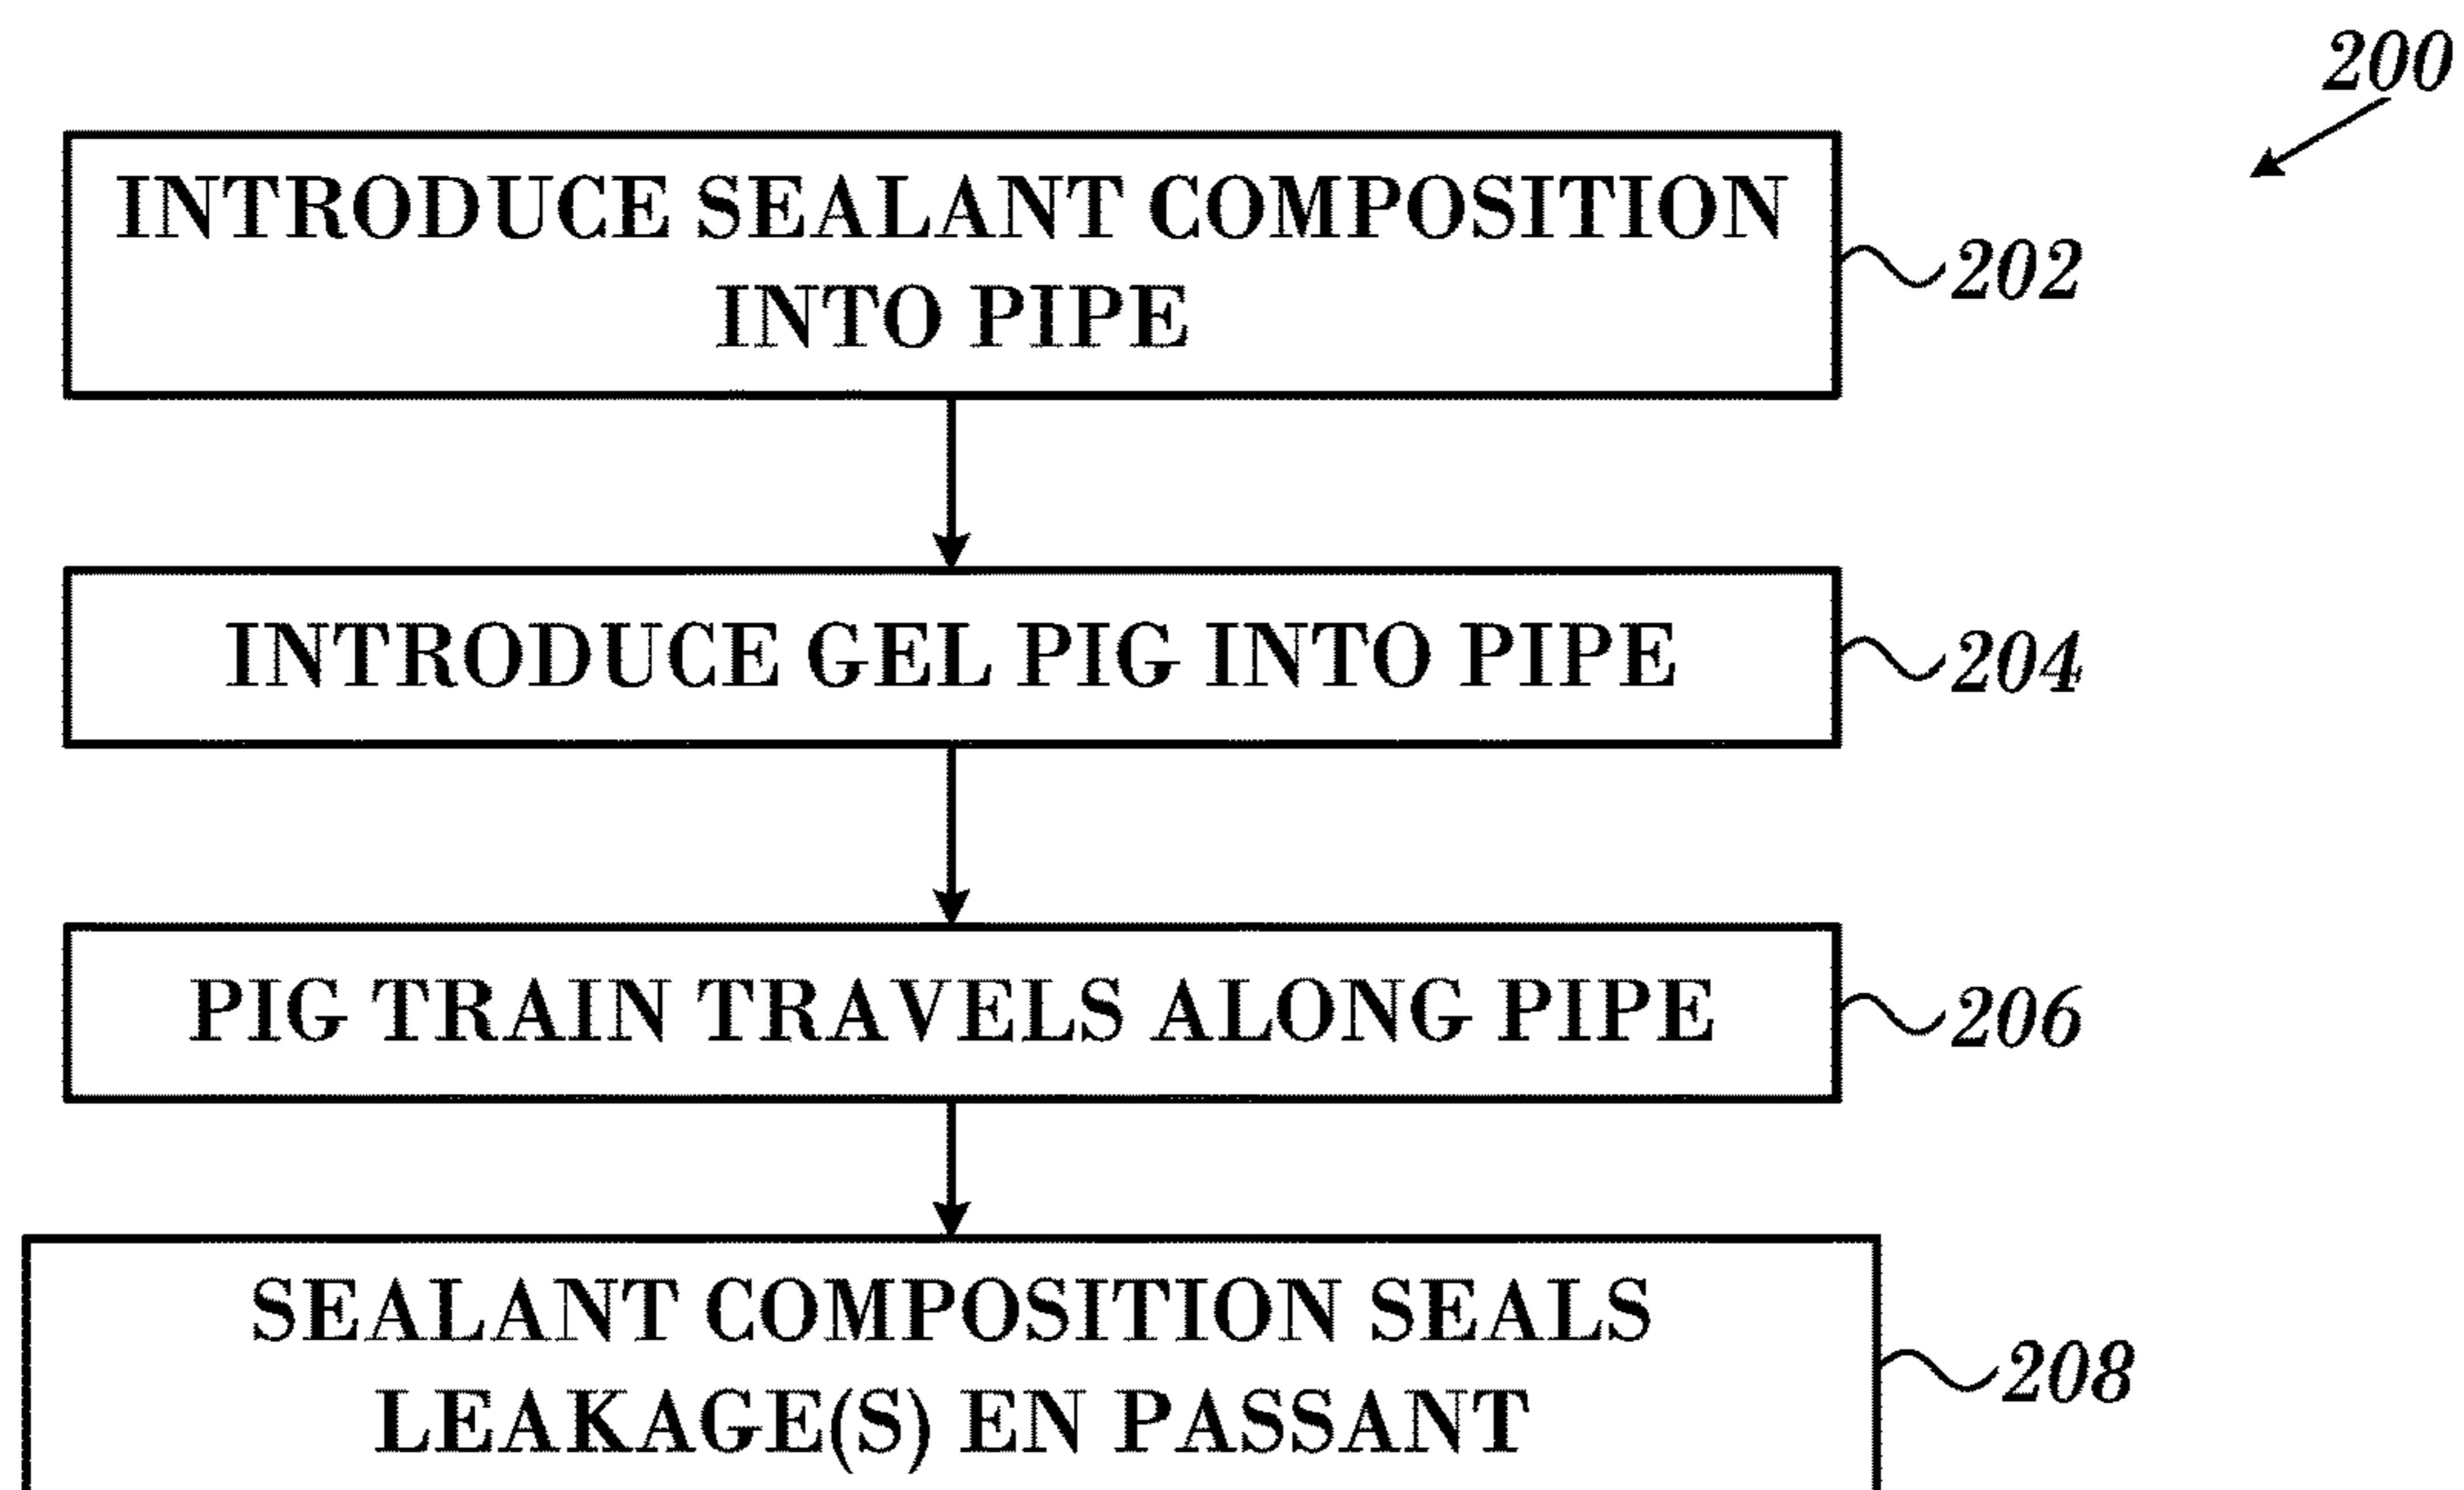 200
INTRODUCE SEALANT COMPOSITION
INTO PIPE
202
INTRODUCE GEL PIG INTO PIPE
204
PIG TRAIN TRAVELS ALONG PIPE
206
SEALANT COMPOSITION SEALS
LEAKAGE(S) EN PASSANT
208